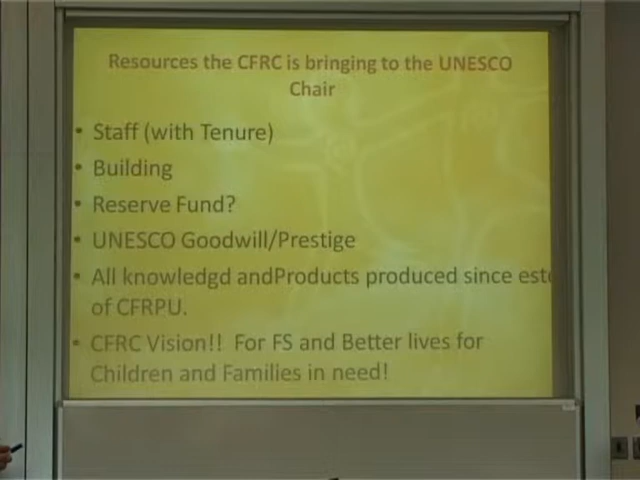 Resources the CFRC is bringing to the UNESCO
Chair
• Staff (with Tenure)
• Building
• Reserve Fund?
• UNESCO Goodwill/Prestige
• All knowledgd andProducts produced since est
of CFRPU.
• CFRC Vision!! For FS and Better lives for
Children and Families in need!